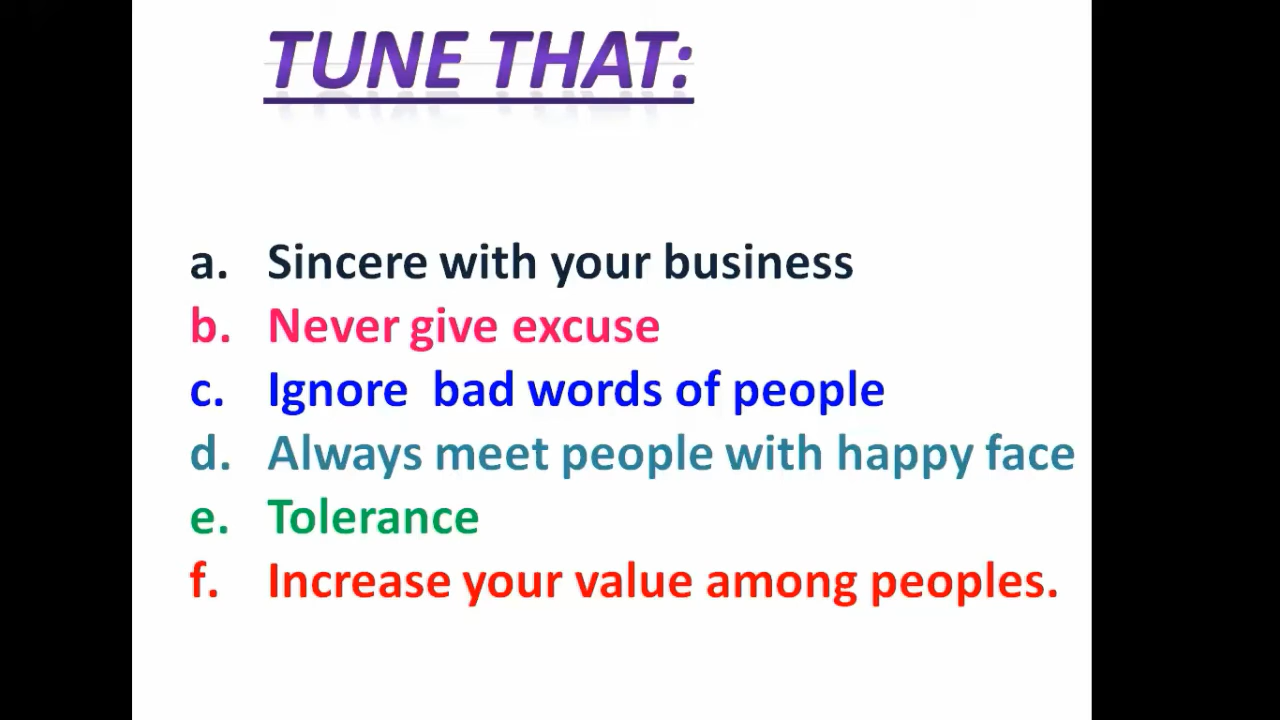 TUNE THAT:
a. Sincere with your business
b. Never give excuse
c. Ignore  bad words of people
d. Always meet people with happy face
e. Tolerance
f. Increase your value among peoples.